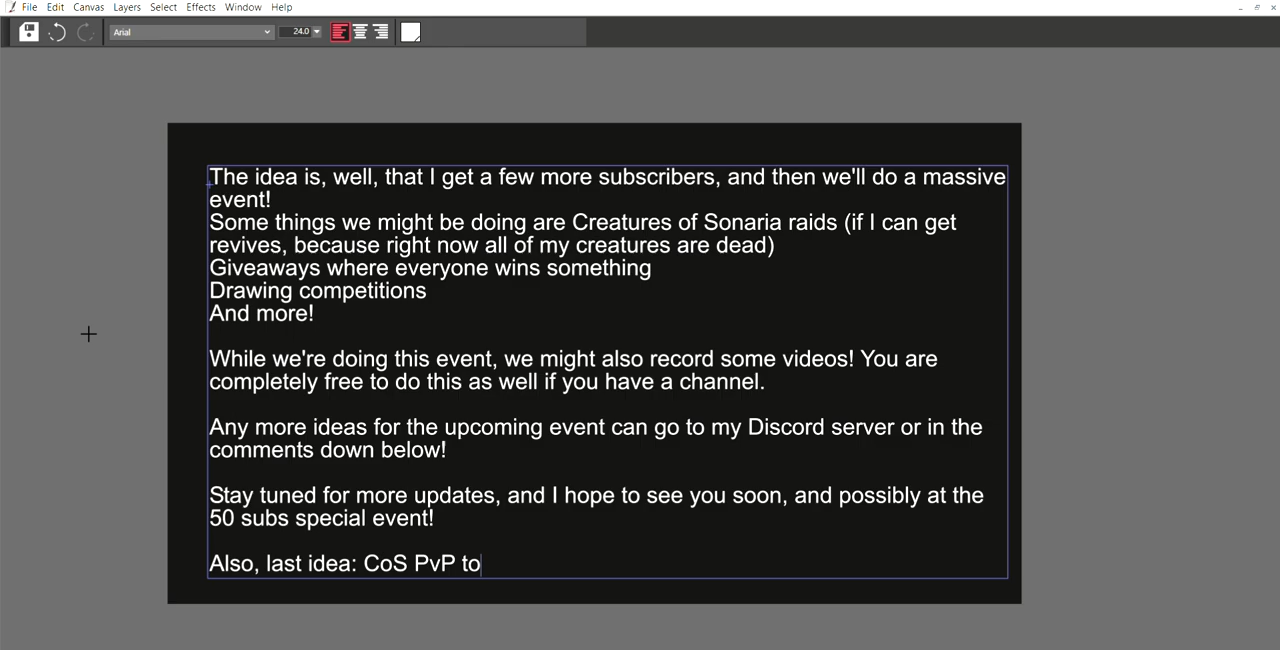 File Edit Canvas Layers Select Effects Window Help
Arial 24.0
The idea is, well, that I get a few more subscribers, and then we'll do a massive
event!
Some things we might be doing are Creatures of Sonaria raids (if I can get
revives, because right now all of my creatures are dead)
Giveaways where everyone wins something
Drawing competitions
And more!
While we're doing this event, we might also record some videos! You are
completely free to do this as well if you have a channel.
Any more ideas for the upcoming event can go to my Discord server or in the
comments down below!
Stay tuned for more updates, and I hope to see you soon, and possibly at the
50 subs special event!
Also, last idea: CoS PvP to